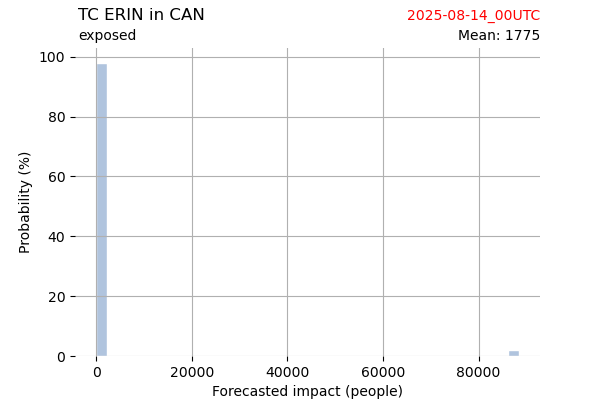 TC ERIN in CAN
2025-08-14_00UTC
exposed
Mean: 1775
100
80
60
40
20
0
Probability (%)
0 20000 40000 60000 80000
Forecasted impact (people)